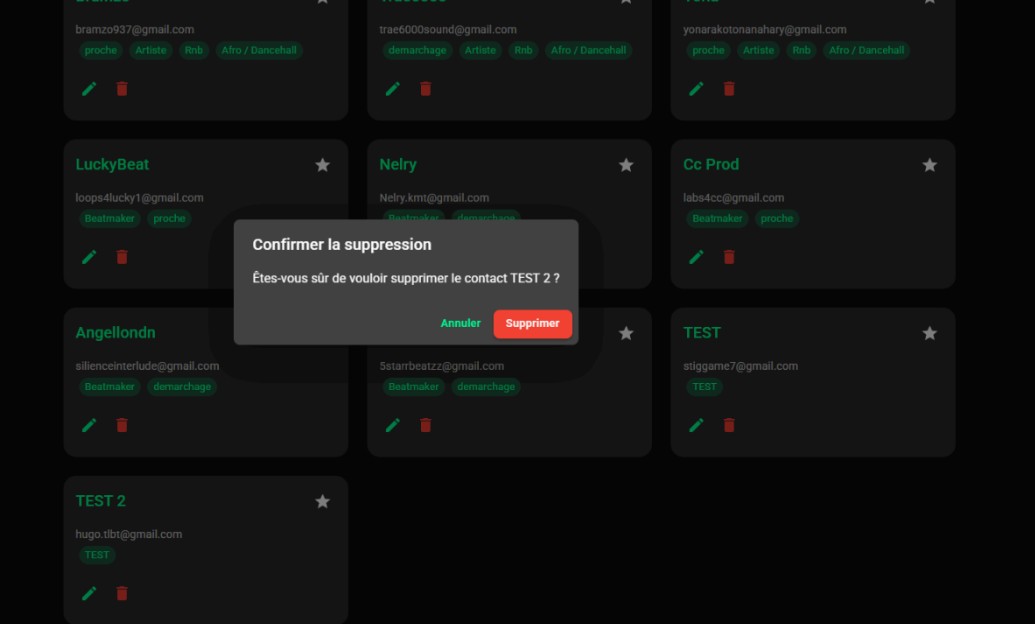 bramzo937@gmail.com
proche Artiste Rnb Afro / Dancehall
trae6000sound@gmail.com
demarchage Artiste Rnb Afro / Dancehall
yonarakotonanahary@gmail.com
proche Artiste Rnb Afro / Dancehall
LuckyBeat
loops4lucky1@gmail.com
Beatmaker proche
Nelry
Nelry.kmt@gmail.com
Beatmaker demarchage
Cc Prod
labs4cc@gmail.com
Beatmaker proche
Confirmer la suppression
Êtes-vous sûr de vouloir supprimer le contact TEST 2 ?
Annuler Supprimer
Angellondn
silienceinterlude@gmail.com
Beatmaker demarchage
5starrbeatzz@gmail.com
Beatmaker demarchage
TEST
stiggame7@gmail.com
TEST
TEST 2
hugo.tlbt@gmail.com
TEST